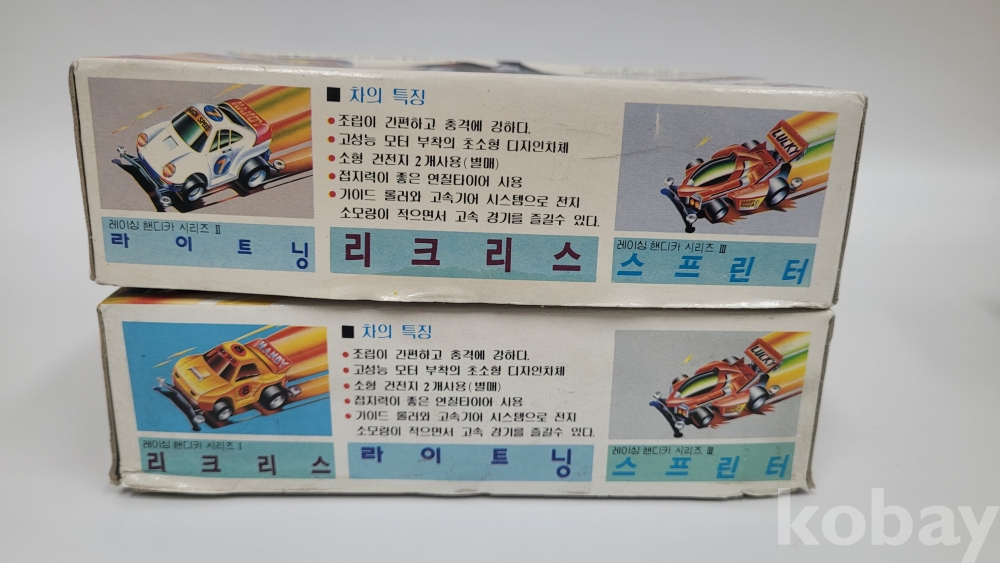 ■ 차의 특징
• 조립이 간편하고 충격에 강하다.
• 고성능 모터 부착의 초소형 디자인차체
• 소형 건전지 2개사용(별매)
• 접지력이 좋은 연질타이어 사용
• 가이드 롤러와 고속기어 시스템으로 전지
소모량이 적으면서 고속 경기를 즐길수 있다.
HANDY
7
7
레이싱 핸디카 시리즈 Ⅱ
라이트닝
리크리스
LUCKY
레이싱 핸디카 시리즈 Ⅲ
스프린터
■ 차의 특징
• 조립이 간편하고 충격에 강하다.
• 고성능 모터 부착의 초소형 디자인차체
• 소형 건전지 2개사용(별매)
• 접지력이 좋은 연질타이어 사용
• 가이드 롤러와 고속기어 시스템으로 전지
소모량이 적으면서 고속 경기를 즐길수 있다.
HANDY
8
8
레이싱 핸디카 시리즈 Ⅰ
리크리스
라이트닝
LUCKY
레이싱 핸디카 시리즈 Ⅲ
스프린터
kobay